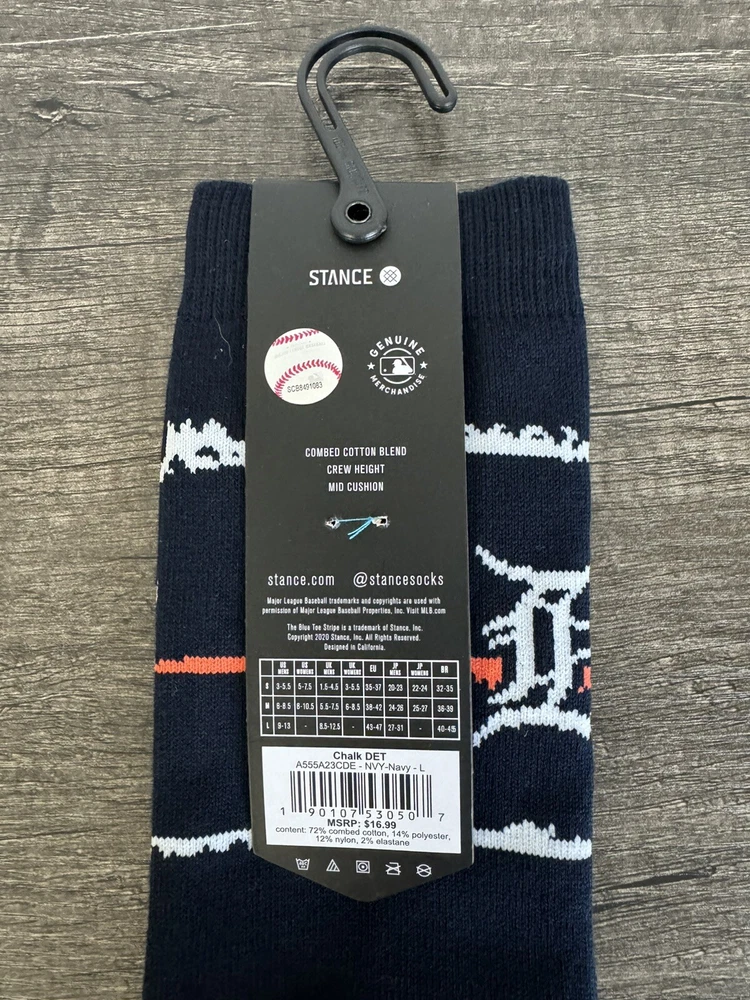 STANCE
SCB8491083
GENUINE
MERCHANDISE
COMBED COTTON BLEND
CREW HEIGHT
MID CUSHION
stance.com @stancesocks
Major League Baseball trademarks and copyrights are used with
permission of Major League Baseball Properties, Inc. Visit MLB.com
The Blue Toe Stripe is a trademark of Stance, Inc.
Copyright 2020 Stance, Inc. All Rights Reserved.
Designed in California.
US MENS US WOMENS UK MENS UK WOMENS EU JP MENS JP WOMENS BR
S 3-5.5 5-7.5 1.5-4.5 3-5.5 35-37 20-23 22-24 32-35
M 6-8.5 8-10.5 5.5-7.5 6-8.5 38-42 24-26 25-27 36-39
L 9-13 - 8.5-12.5 - 43-47 27-31 - 40-45
Chalk DET
A555A23CDE - NVY-Navy - L
1 90107 53050 7
MSRP: $16.99
content: 72% combed cotton, 14% polyester,
12% nylon, 2% elastane